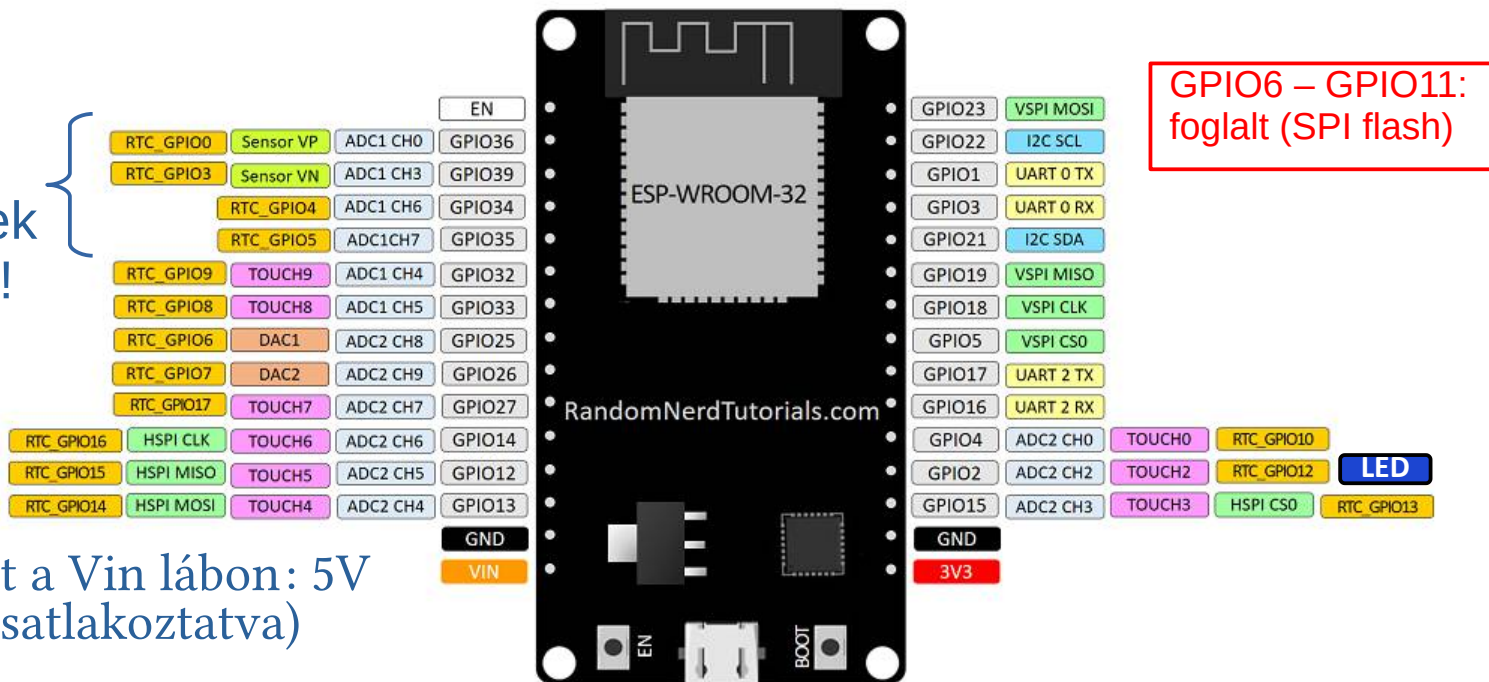 GPIO6 – GPIO11:
foglalt (SPI flash)
EN
RTC_GPIO0 Sensor VP ADC1 CH0 GPIO36
RTC_GPIO3 Sensor VN ADC1 CH3 GPIO39
RTC_GPIO4 ADC1 CH6 GPIO34
RTC_GPIO5 ADC1CH7 GPIO35
RTC_GPIO9 TOUCH9 ADC1 CH4 GPIO32
RTC_GPIO8 TOUCH8 ADC1 CH5 GPIO33
RTC_GPIO6 DAC1 ADC2 CH8 GPIO25
RTC_GPIO7 DAC2 ADC2 CH9 GPIO26
RTC_GPIO17 TOUCH7 ADC2 CH7 GPIO27
RTC_GPIO16 HSPI CLK TOUCH6 ADC2 CH6 GPIO14
RTC_GPIO15 HSPI MISO TOUCH5 ADC2 CH5 GPIO12
RTC_GPIO14 HSPI MOSI TOUCH4 ADC2 CH4 GPIO13
GND
VIN
ek
!
ESP-WROOM-32
RandomNerdTutorials.com
EN
BOOT
GPIO23 VSPI MOSI
GPIO22 I2C SCL
GPIO1 UART 0 TX
GPIO3 UART 0 RX
GPIO21 I2C SDA
GPIO19 VSPI MISO
GPIO18 VSPI CLK
GPIO5 VSPI CS0
GPIO17 UART 2 TX
GPIO16 UART 2 RX
GPIO4 ADC2 CH0 TOUCH0 RTC_GPIO10
GPIO2 ADC2 CH2 TOUCH2 RTC_GPIO12 LED
GPIO15 ADC2 CH3 TOUCH3 HSPI CS0 RTC_GPIO13
GND
3V3
t a Vin lábon: 5V
satlakoztatva)